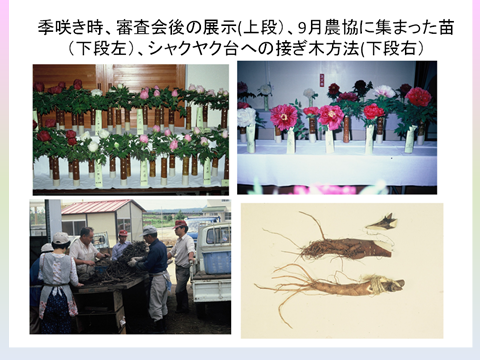 季咲き時、審査会後の展示(上段)、9月農協に集まった苗
（下段左）、シャクヤク台への接ぎ木方法(下段右）